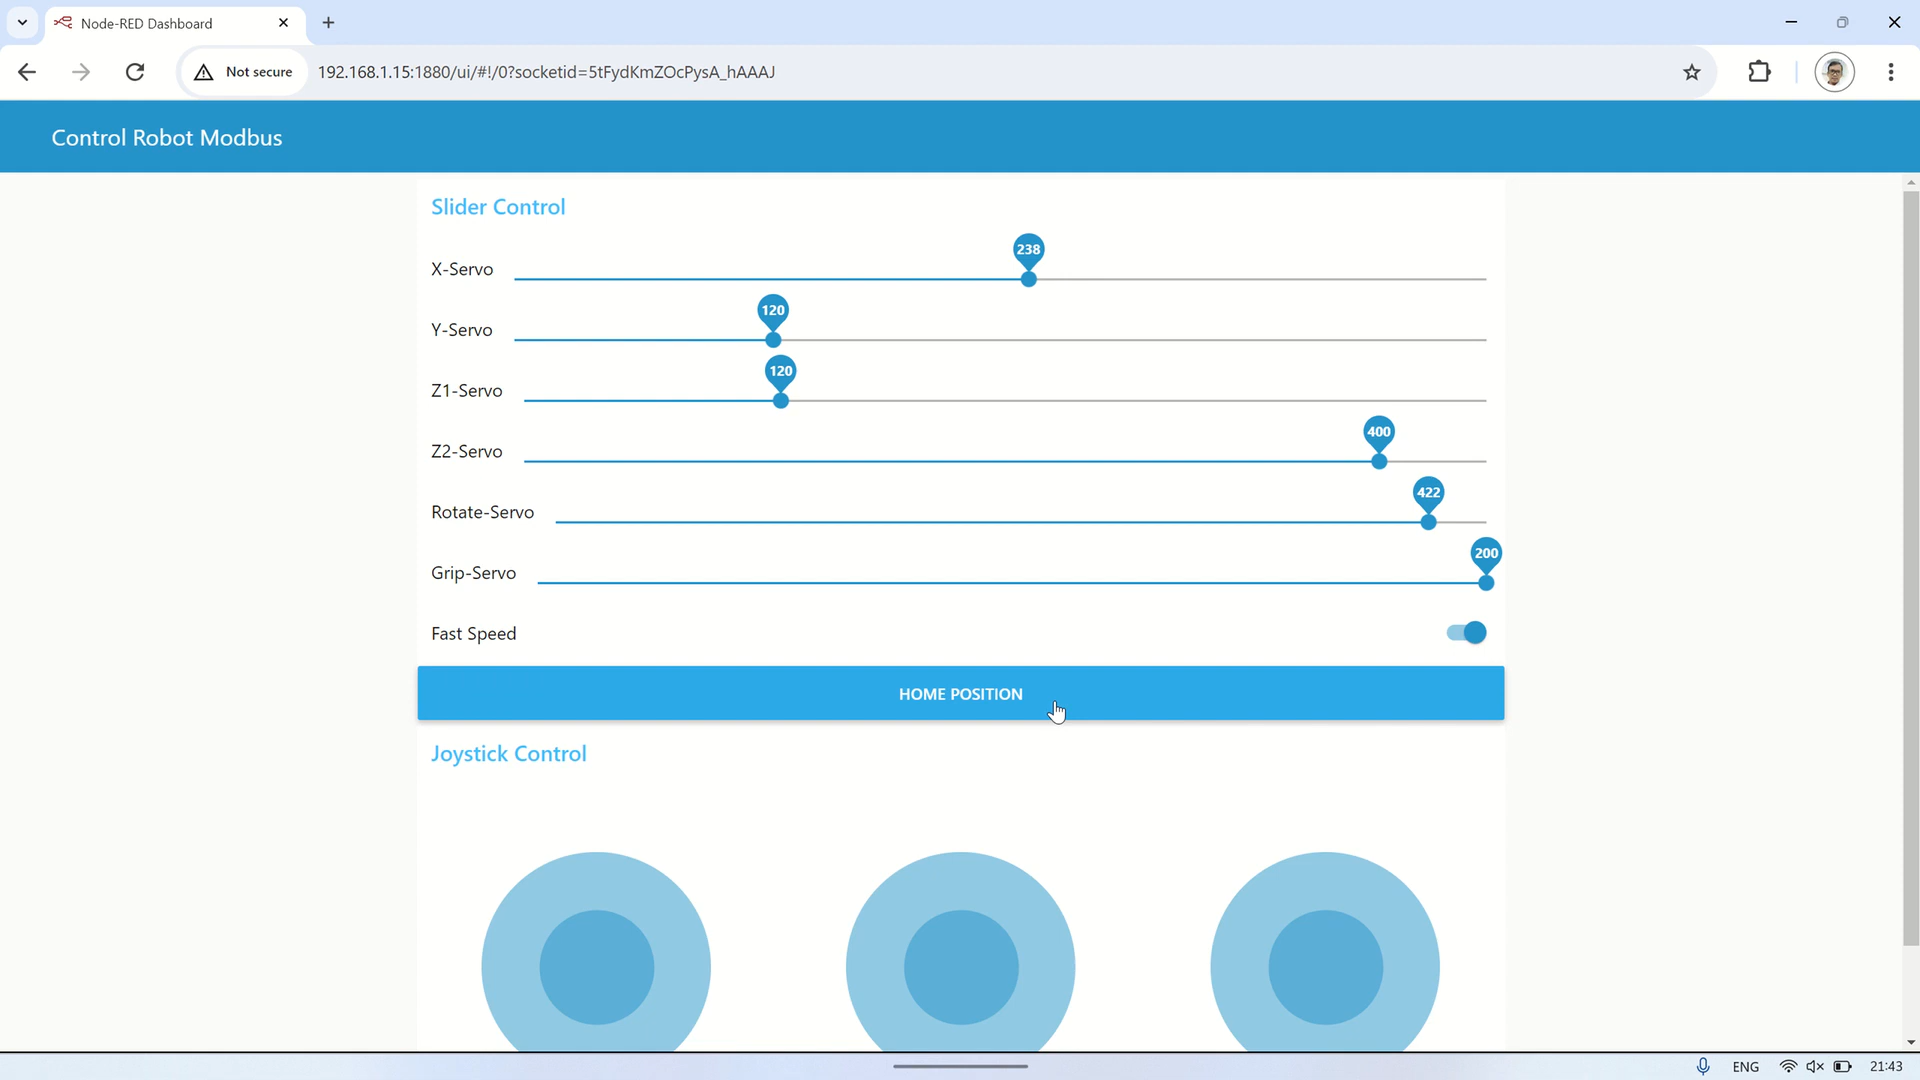 Node-RED Dashboard
Not secure
192.168.1.15:1880/ui/#!/0?socketid=5tFydKmZOcPysA_hAAAJ
Control Robot Modbus
Slider Control
X-Servo
238
Y-Servo
120
Z1-Servo
120
Z2-Servo
400
Rotate-Servo
422
Grip-Servo
200
Fast Speed
HOME POSITION
Joystick Control
ENG
21:43